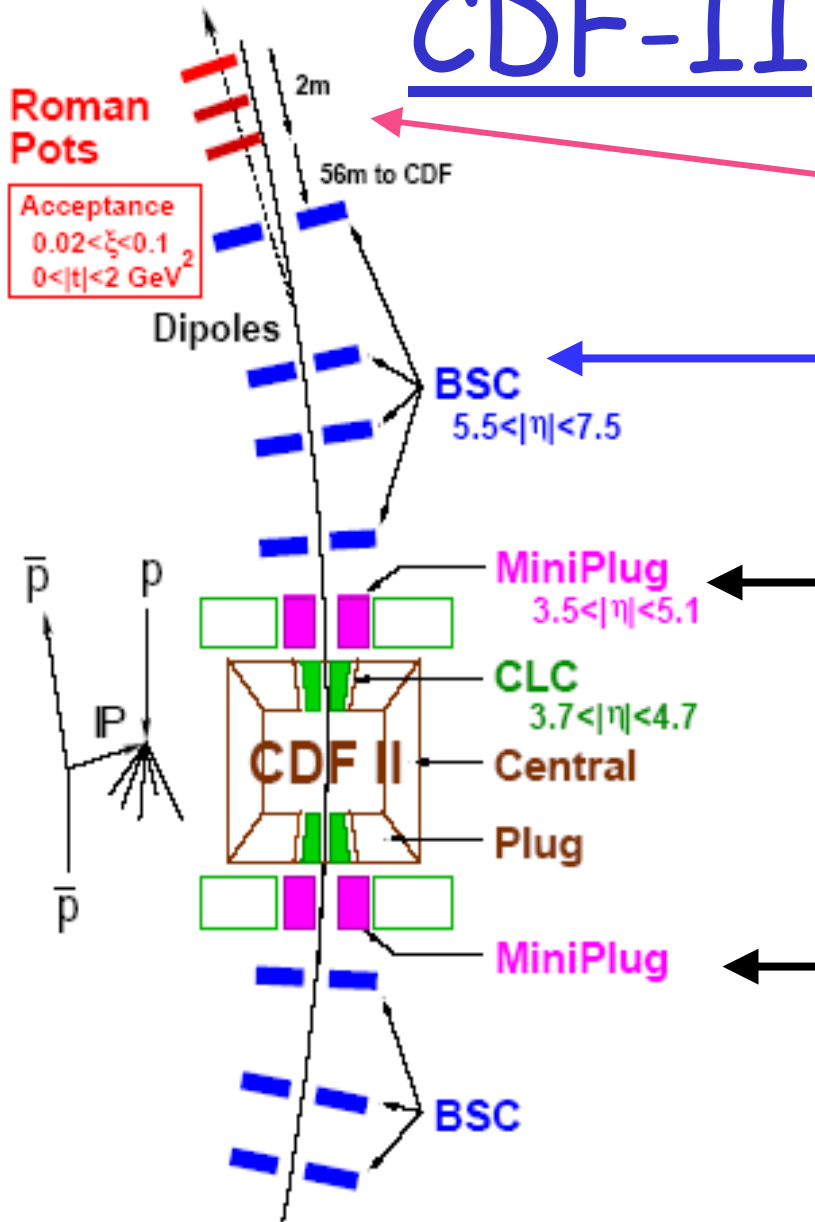 CDF-II
2m
Roman
Pots
56m to CDF
Acceptance
0.02<ξ<0.1
0<|t|<2 GeV²
Dipoles
BSC
5.5<|η|<7.5
p̄
p
MiniPlug
3.5<|η|<5.1
CLC
3.7<|η|<4.7
IP
CDF II
Central
Plug
p̄
MiniPlug
BSC